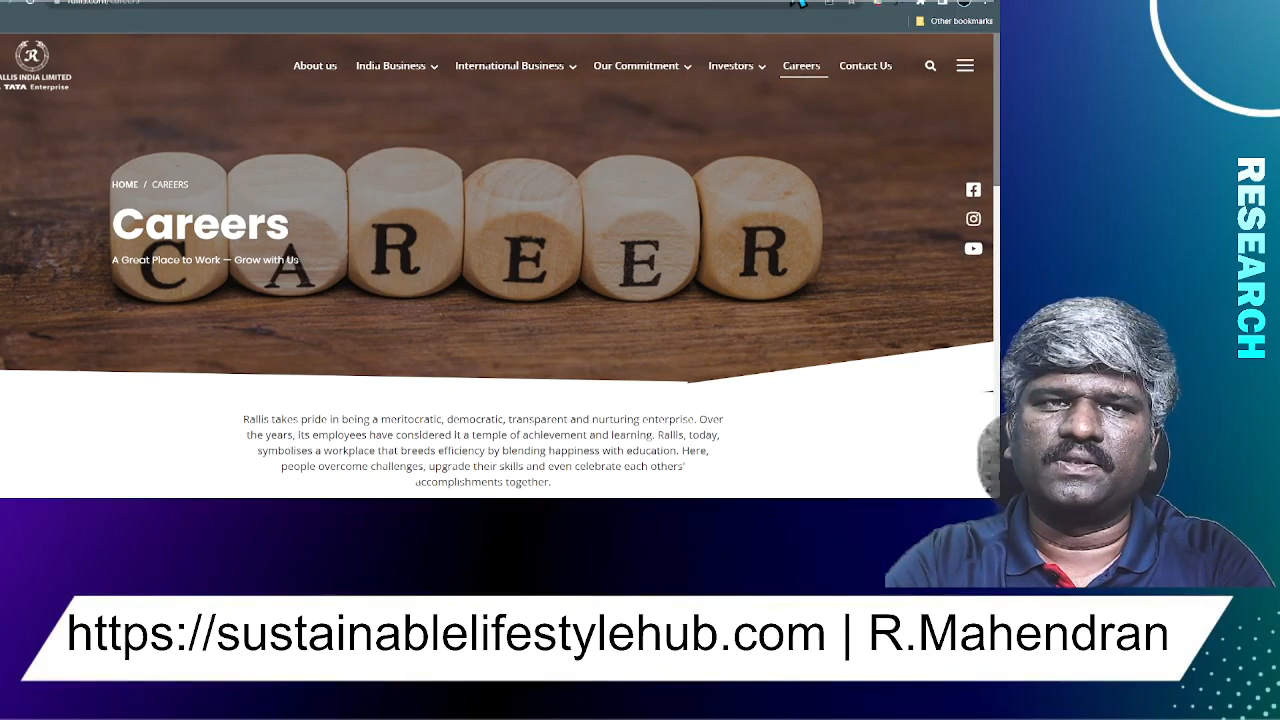 Other bookmarks
RALLIS INDIA LIMITED
A TATA Enterprise
About us India Business International Business Our Commitment Investors Careers Contact Us
HOME / CAREERS
Careers
A Great Place to Work — Grow with Us
C A R E E R
Rallis takes pride in being a meritocratic, democratic, transparent and nurturing enterprise. Over
the years, its employees have considered it a temple of achievement and learning. Rallis, today,
symbolises a workplace that breeds efficiency by blending happiness with education. Here,
people overcome challenges, upgrade their skills and even celebrate each others'
accomplishments together.
RESEARCH
https://sustainablelifestylehub.com | R.Mahendran